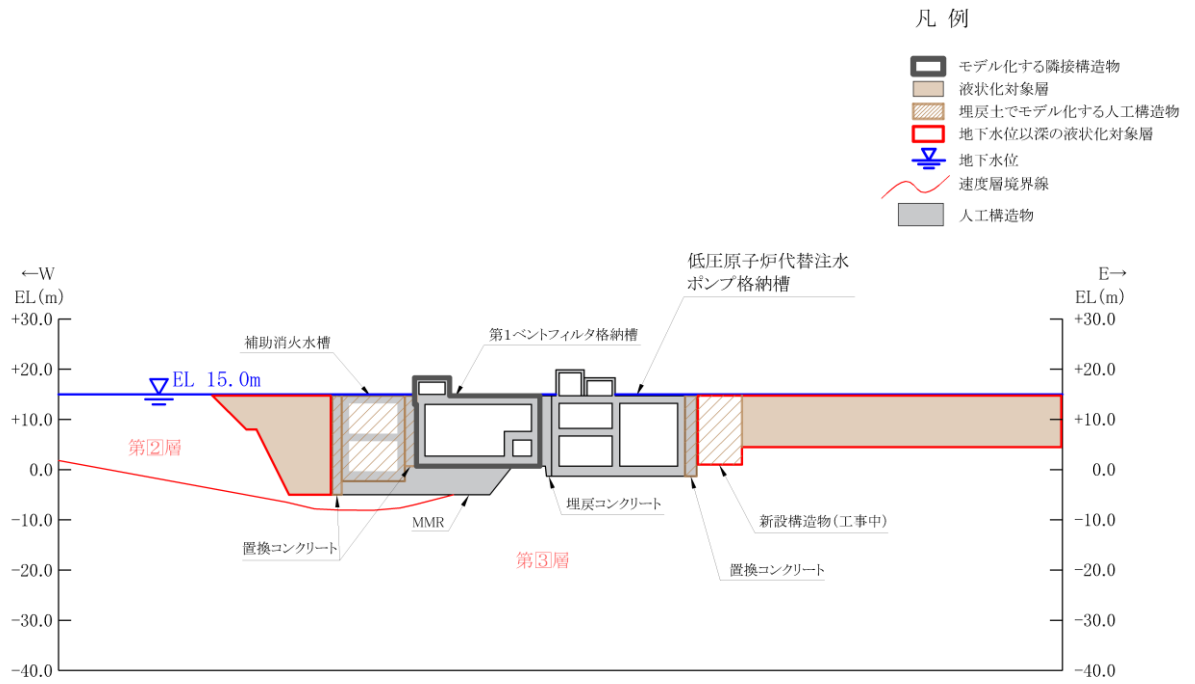 凡 例
モデル化する隣接構造物
液状化対象層
埋戻土でモデル化する人工構造物
地下水位以深の液状化対象層
地下水位
速度層境界線
人工構造物
←W
EL(m)
低圧原子炉代替注水
ポンプ格納槽
E→
EL(m)
+30.0
+20.0
+10.0
0.0
-10.0
-20.0
-30.0
-40.0
補助消火水槽
第1ベントフィルタ格納槽
EL 15.0m
第2層
置換コンクリート
MMR
埋戻コンクリート
第3層
新設構造物(工事中)
置換コンクリート
+30.0
+20.0
+10.0
0.0
-10.0
-20.0
-30.0
-40.0